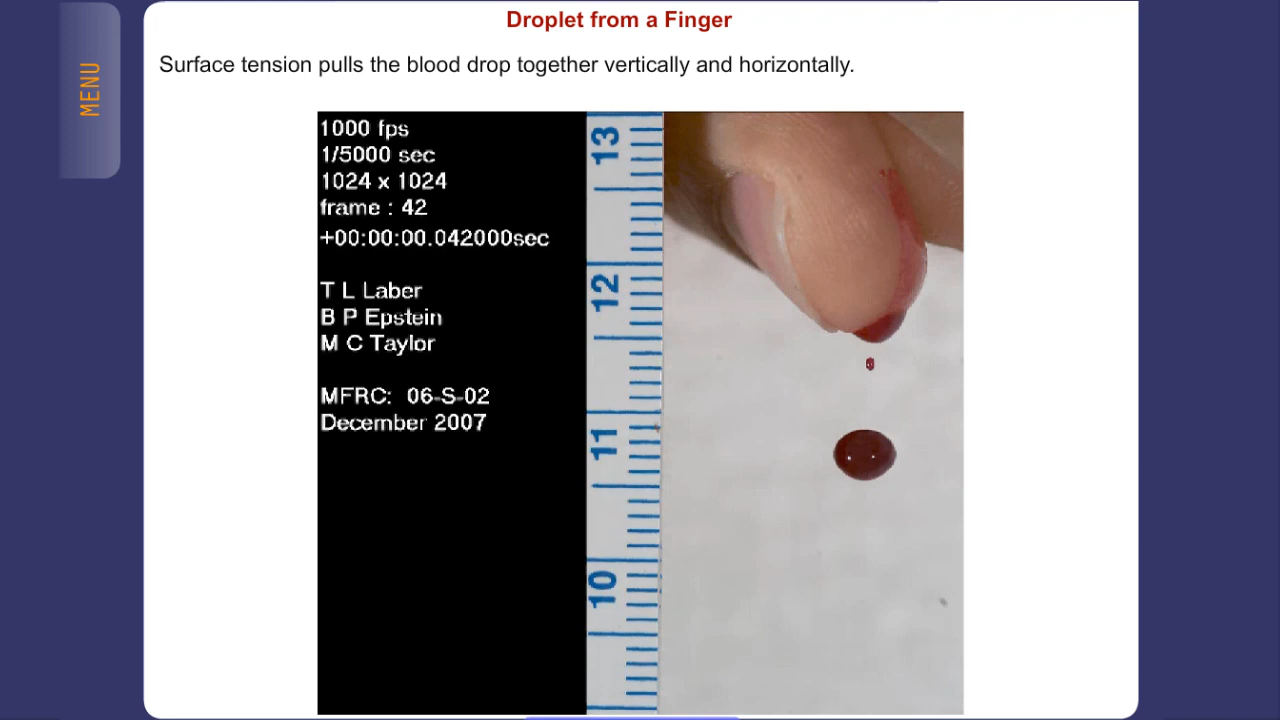 Droplet from a Finger
MENU
Surface tension pulls the blood drop together vertically and horizontally.
1000 fps
1/5000 sec
1024 x 1024
frame : 42
+00:00:00.042000sec
T L Laber
B P Epstein
M C Taylor
MFRC: 06-S-02
December 2007
13
12
11
10